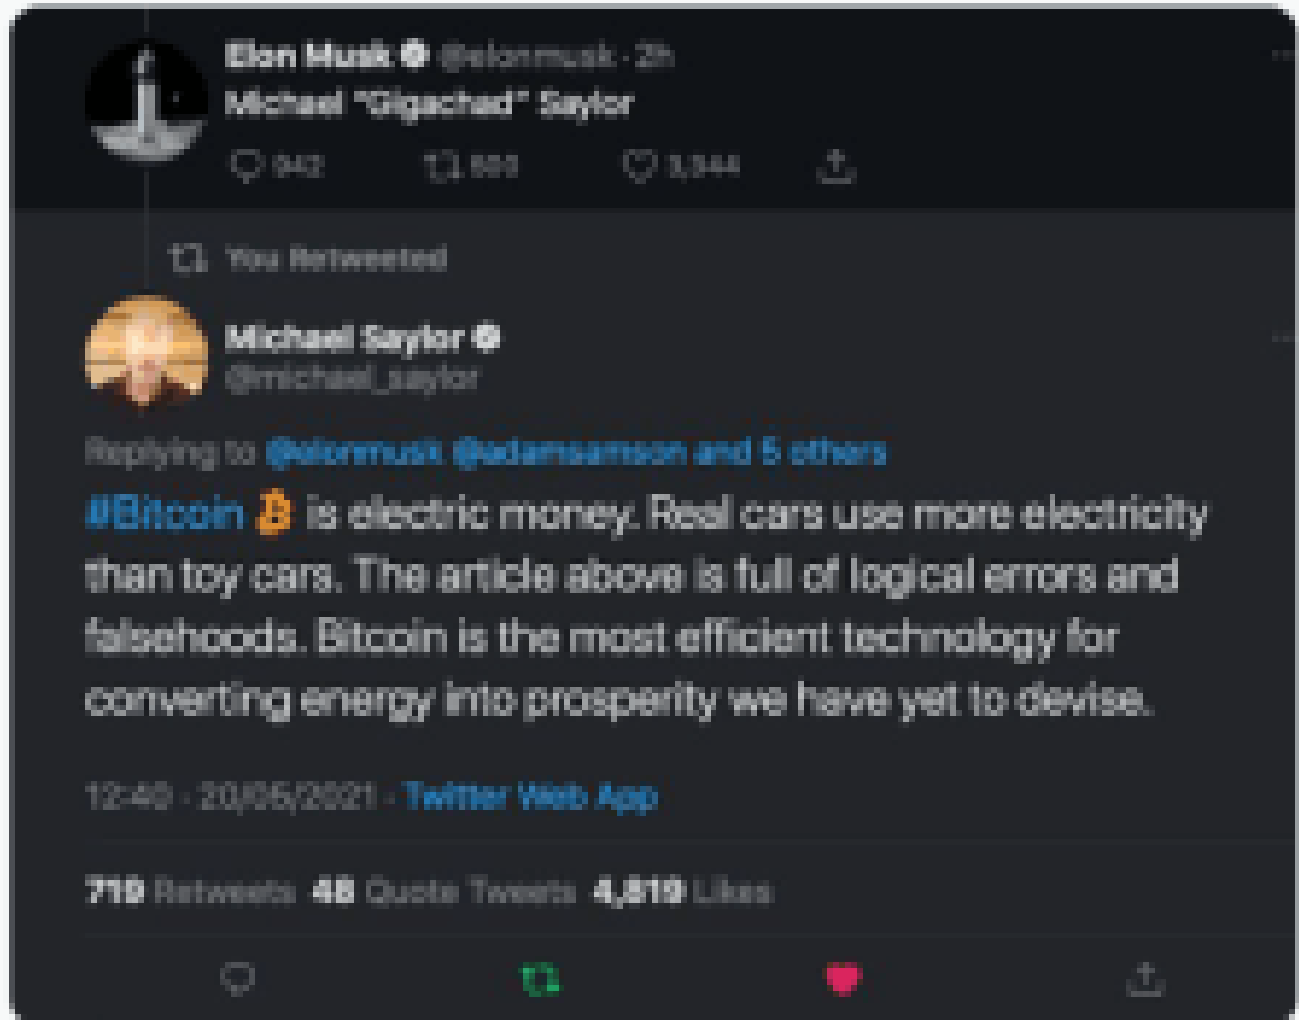 Elon Musk @elonmusk · 2h
Michael "Gigachad" Saylor
942 3,344
You Retweeted
Michael Saylor
@michael_saylor
Replying to @elonmusk @adamsamson and 5 others
#Bitcoin is electric money. Real cars use more electricity
than toy cars. The article above is full of logical errors and
falsehoods. Bitcoin is the most efficient technology for
converting energy into prosperity we have yet to devise.
12:40 · 20/05/2021 · Twitter Web App
719 Retweets 48 Quote Tweets 4,819 Likes